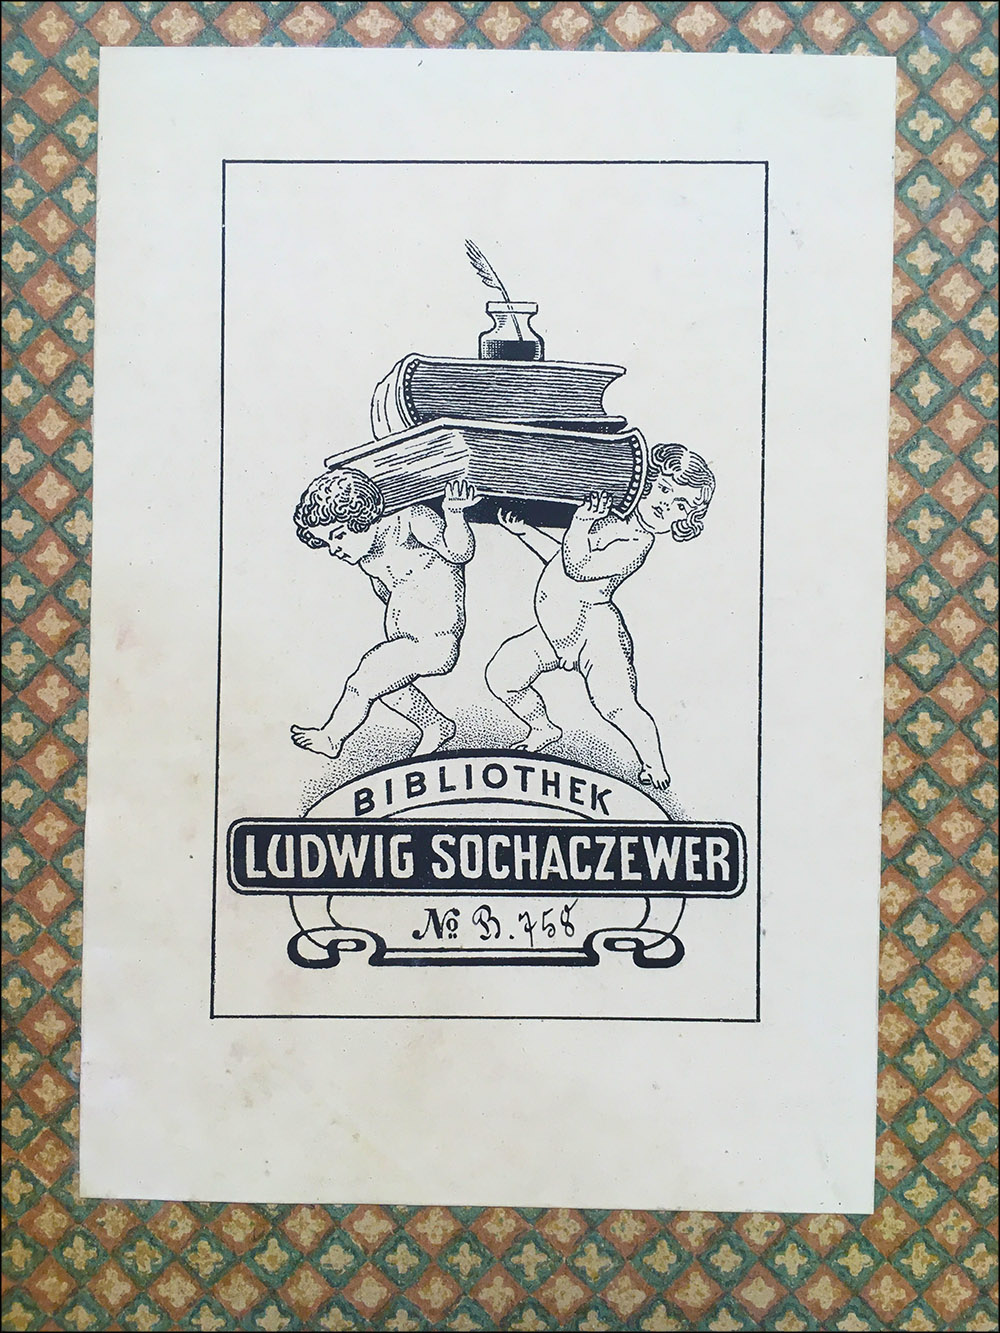 BIBLIOTHEK
LUDWIG SOCHACZEWER
No B. 758